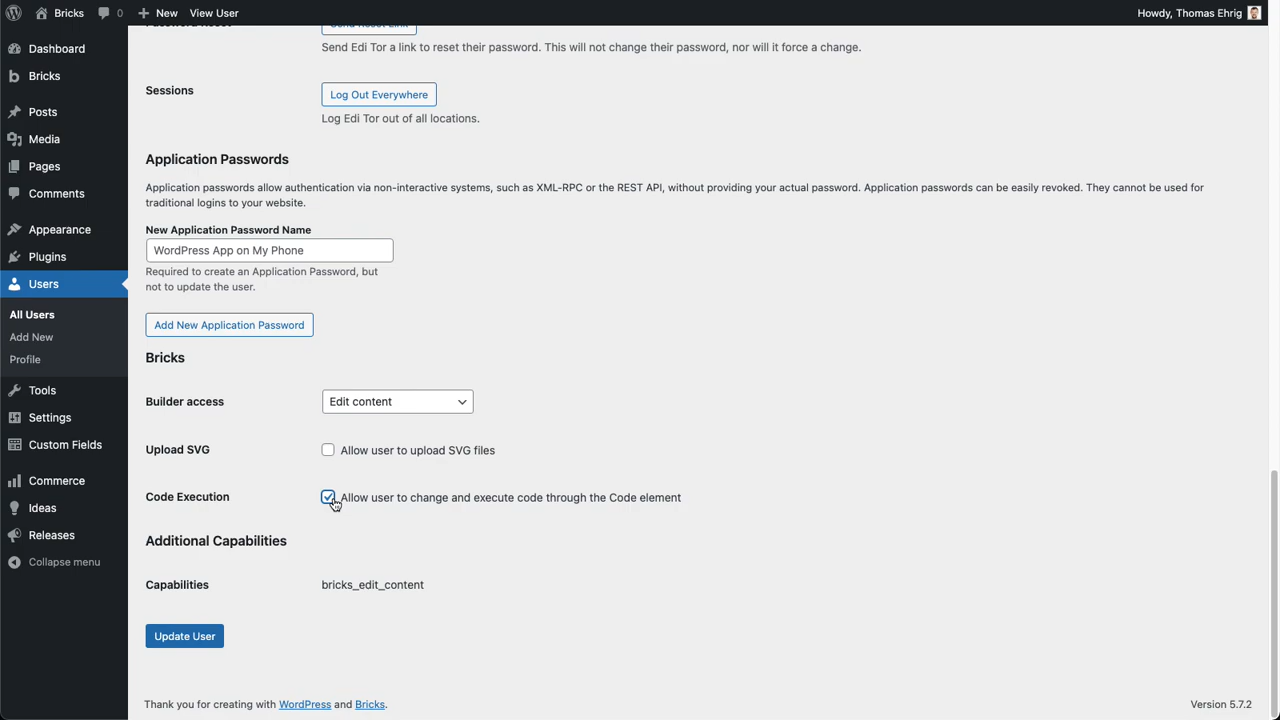 Bricks
0
New
View User
Howdy, Thomas Ehrig
Dashboard
Bricks
Posts
Media
Pages
Comments
Appearance
Plugins
Users
All Users
Add New
Profile
Tools
Settings
Custom Fields
Commerce
Ideas
Releases
Collapse menu
Password Reset
Send Reset Link
Send Edi Tor a link to reset their password. This will not change their password, nor will it force a change.
Sessions
Log Out Everywhere
Log Edi Tor out of all locations.
Application Passwords
Application passwords allow authentication via non-interactive systems, such as XML-RPC or the REST API, without providing your actual password. Application passwords can be easily revoked. They cannot be used for
traditional logins to your website.
New Application Password Name
WordPress App on My Phone
Required to create an Application Password, but
not to update the user.
Add New Application Password
Bricks
Builder access
Edit content
Upload SVG
Allow user to upload SVG files
Code Execution
Allow user to change and execute code through the Code element
Additional Capabilities
Capabilities
bricks_edit_content
Update User
Thank you for creating with WordPress and Bricks.
Version 5.7.2